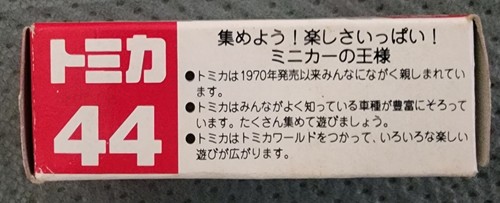 トミカ
44
集めよう！楽しさいっぱい！
ミニカーの王様
●トミカは1970年発売以来みんなにながく親しまれてい
ます。
●トミカはみんながよく知っている車種が豊富にそろって
います。たくさん集めて遊びましょう。
●トミカはトミカワールドをつかって、いろいろな楽しい
遊びが広がります。